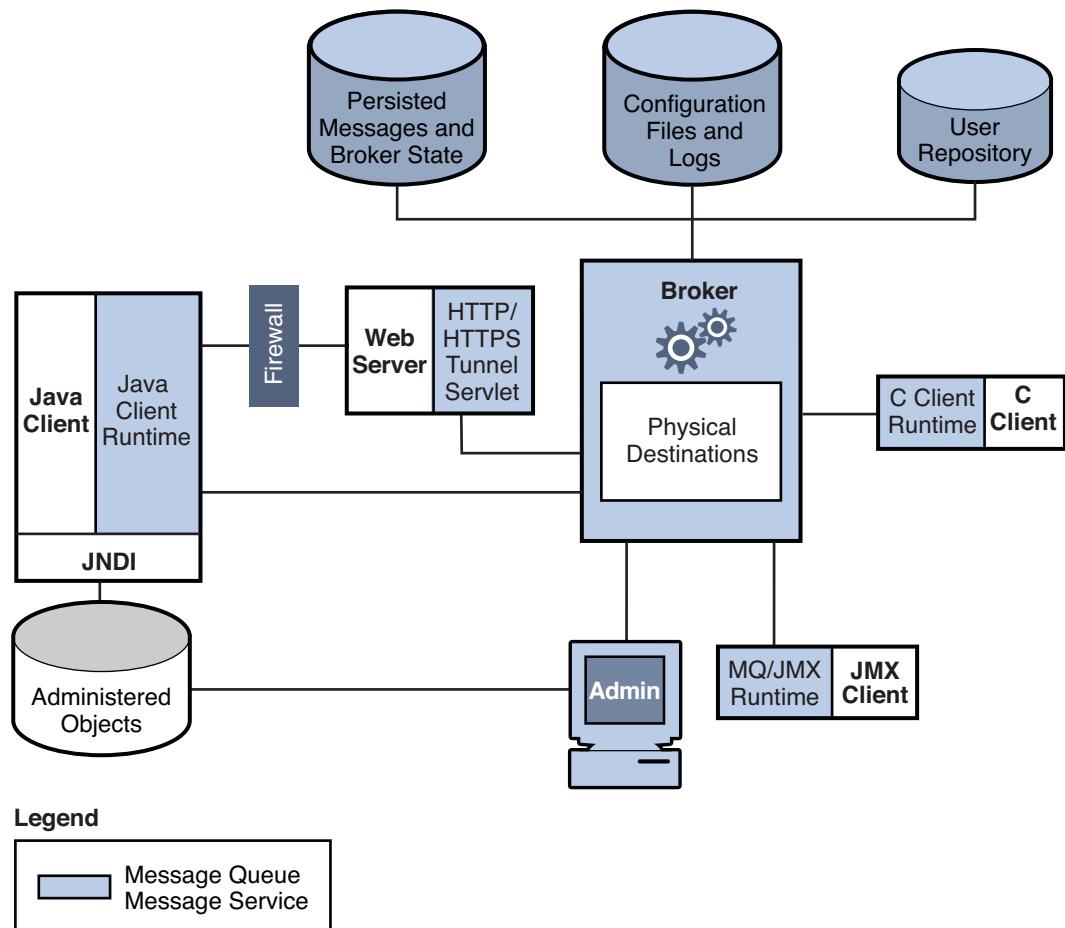 Persisted
Messages and
Broker State
Configuration
Files and
Logs
User
Repository
Java
Client
Java
Client
Runtime
JNDI
Firewall
Web
Server
HTTP/
HTTPS
Tunnel
Servlet
Broker
Physical
Destinations
C Client
Runtime
C
Client
Administered
Objects
Admin
MQ/JMX
Runtime
JMX
Client
Legend
Message Queue
Message Service